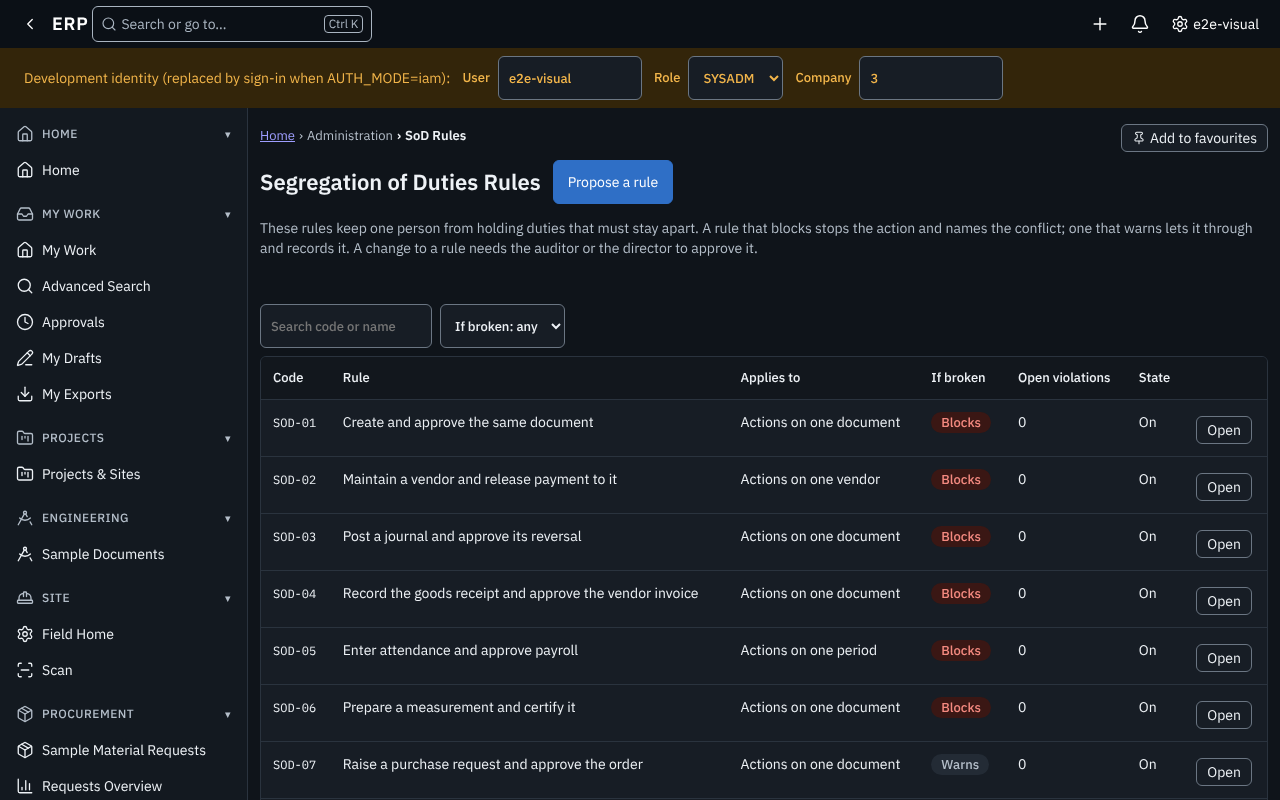 ERP
Search or go to...
Ctrl K
e2e-visual
Development identity (replaced by sign-in when AUTH_MODE=iam):
User
e2e-visual
Role
SYSADM
Company
3
HOME
Home
MY WORK
My Work
Advanced Search
Approvals
My Drafts
My Exports
PROJECTS
Projects & Sites
ENGINEERING
Sample Documents
SITE
Field Home
Scan
PROCUREMENT
Sample Material Requests
Requests Overview
Home › Administration › SoD Rules
Add to favourites
Segregation of Duties Rules
Propose a rule
These rules keep one person from holding duties that must stay apart. A rule that blocks stops the action and names the conflict; one that warns lets it through
and records it. A change to a rule needs the auditor or the director to approve it.
Search code or name
If broken: any
Code Rule Applies to If broken Open violations State
SOD-01 Create and approve the same document Actions on one document Blocks 0 On Open
SOD-02 Maintain a vendor and release payment to it Actions on one vendor Blocks 0 On Open
SOD-03 Post a journal and approve its reversal Actions on one document Blocks 0 On Open
SOD-04 Record the goods receipt and approve the vendor invoice Actions on one document Blocks 0 On Open
SOD-05 Enter attendance and approve payroll Actions on one period Blocks 0 On Open
SOD-06 Prepare a measurement and certify it Actions on one document Blocks 0 On Open
SOD-07 Raise a purchase request and approve the order Actions on one document Warns 0 On Open